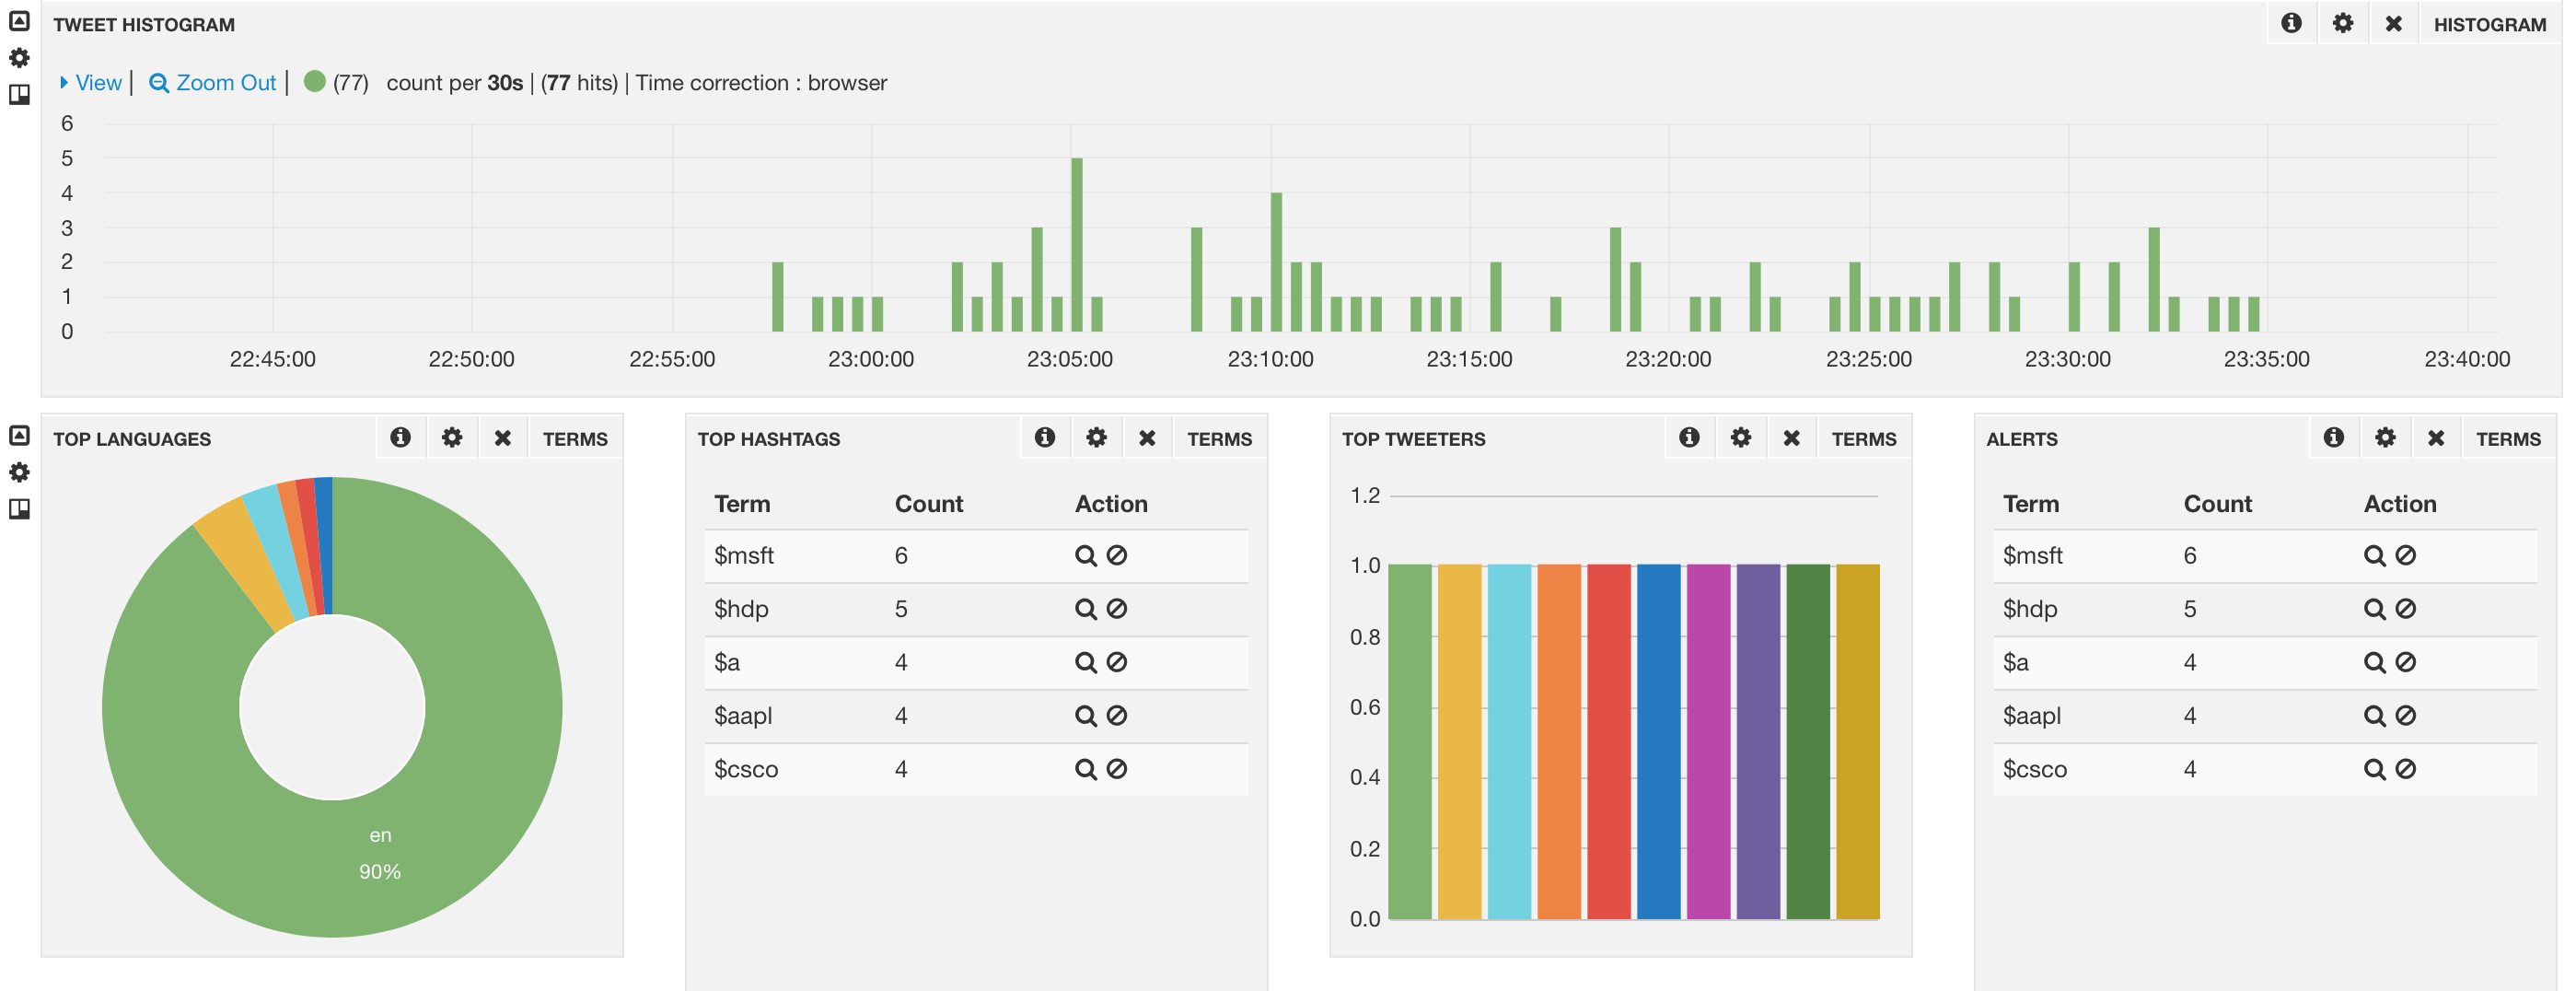 TWEET HISTOGRAM
HISTOGRAM
View | Zoom Out | (77) count per 30s | (77 hits) | Time correction : browser
6
5
4
3
2
1
0
22:45:00 22:50:00 22:55:00 23:00:00 23:05:00 23:10:00 23:15:00 23:20:00 23:25:00 23:30:00 23:35:00 23:40:00
TOP LANGUAGES
TERMS
en
90%
TOP HASHTAGS
TERMS
Term Count Action
$msft 6
$hdp 5
$a 4
$aapl 4
$csco 4
TOP TWEETERS
TERMS
1.2
1.0
0.8
0.6
0.4
0.2
0.0
ALERTS
TERMS
Term Count Action
$msft 6
$hdp 5
$a 4
$aapl 4
$csco 4